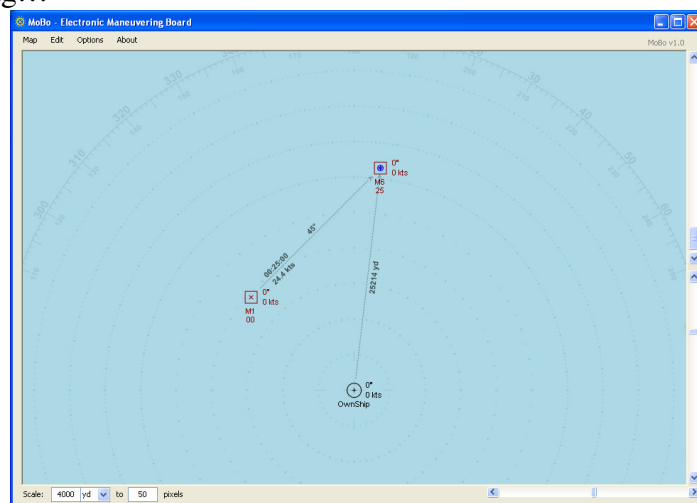 g…
MoBo - Electronic Maneuvering Board
Map Edit Options About
MoBo v1.0
330
320
310
300
30
40
50
60
0°
0 kts
M6
25
45°
00:25:00
24.4 kts
25214 yd
0°
0 kts
M1
00
0°
0 kts
OwnShip
Scale: 4000 yd to 50 pixels